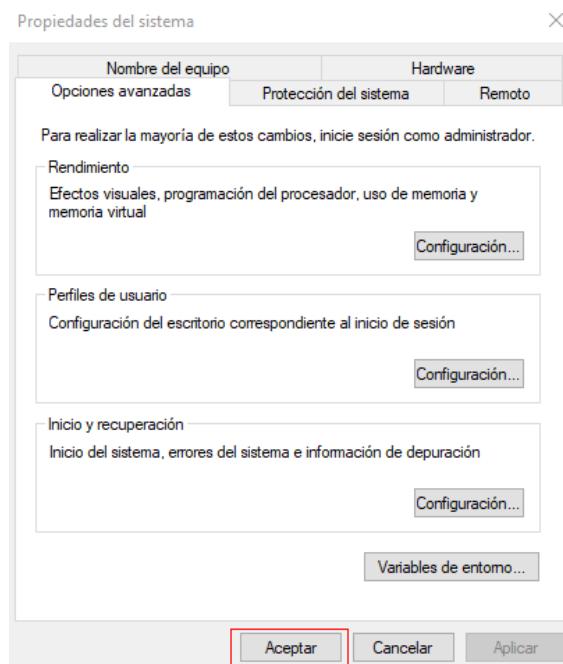 Propiedades del sistema
Nombre del equipo
Hardware
Opciones avanzadas
Protección del sistema
Remoto
Para realizar la mayoría de estos cambios, inicie sesión como administrador.
Rendimiento
Efectos visuales, programación del procesador, uso de memoria y
memoria virtual
Configuración...
Perfiles de usuario
Configuración del escritorio correspondiente al inicio de sesión
Configuración...
Inicio y recuperación
Inicio del sistema, errores del sistema e información de depuración
Configuración...
Variables de entorno...
Aceptar
Cancelar
Aplicar